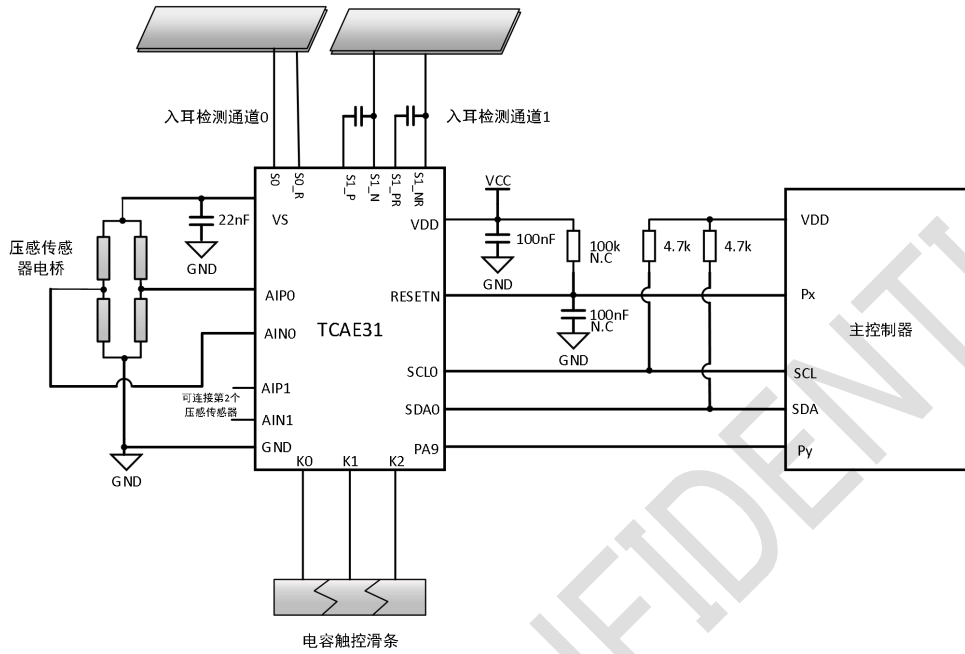 入耳检测通道0
入耳检测通道1
S0
S0_R
S1_P
S1_N
S1_PR
S1_NR
VS
22nF
GND
压感传感
器电桥
AIP0
AIN0
AIP1
可连接第2个
压感传感器
AIN1
GND
GND
TCAE31
VDD
RESETN
SCL0
SDA0
PA9
K0
K1
K2
VCC
100nF
GND
100k
N.C
100nF
N.C
GND
4.7k
4.7k
VDD
Px
主控制器
SCL
SDA
Py
电容触控滑条
FIDENTI